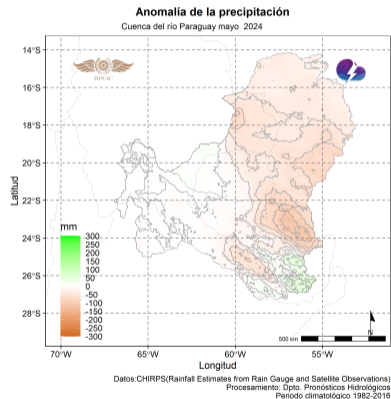 Anomalía de la precipitación
Cuenca del río Paraguay mayo 2024
14°S
16°S
18°S
20°S
22°S
24°S
26°S
28°S
Latitud
DINAC
mm
300
250
200
150
100
50
0
-50
-100
-150
-200
-250
-300
N
500 km
70°W 65°W 60°W 55°W
Longitud
Datos:CHIRPS(Rainfall Estimates from Rain Gauge and Satellite Observations)
Procesamiento: Dpto. Pronósticos Hidrológicos
Periodo climatológico 1982-2016